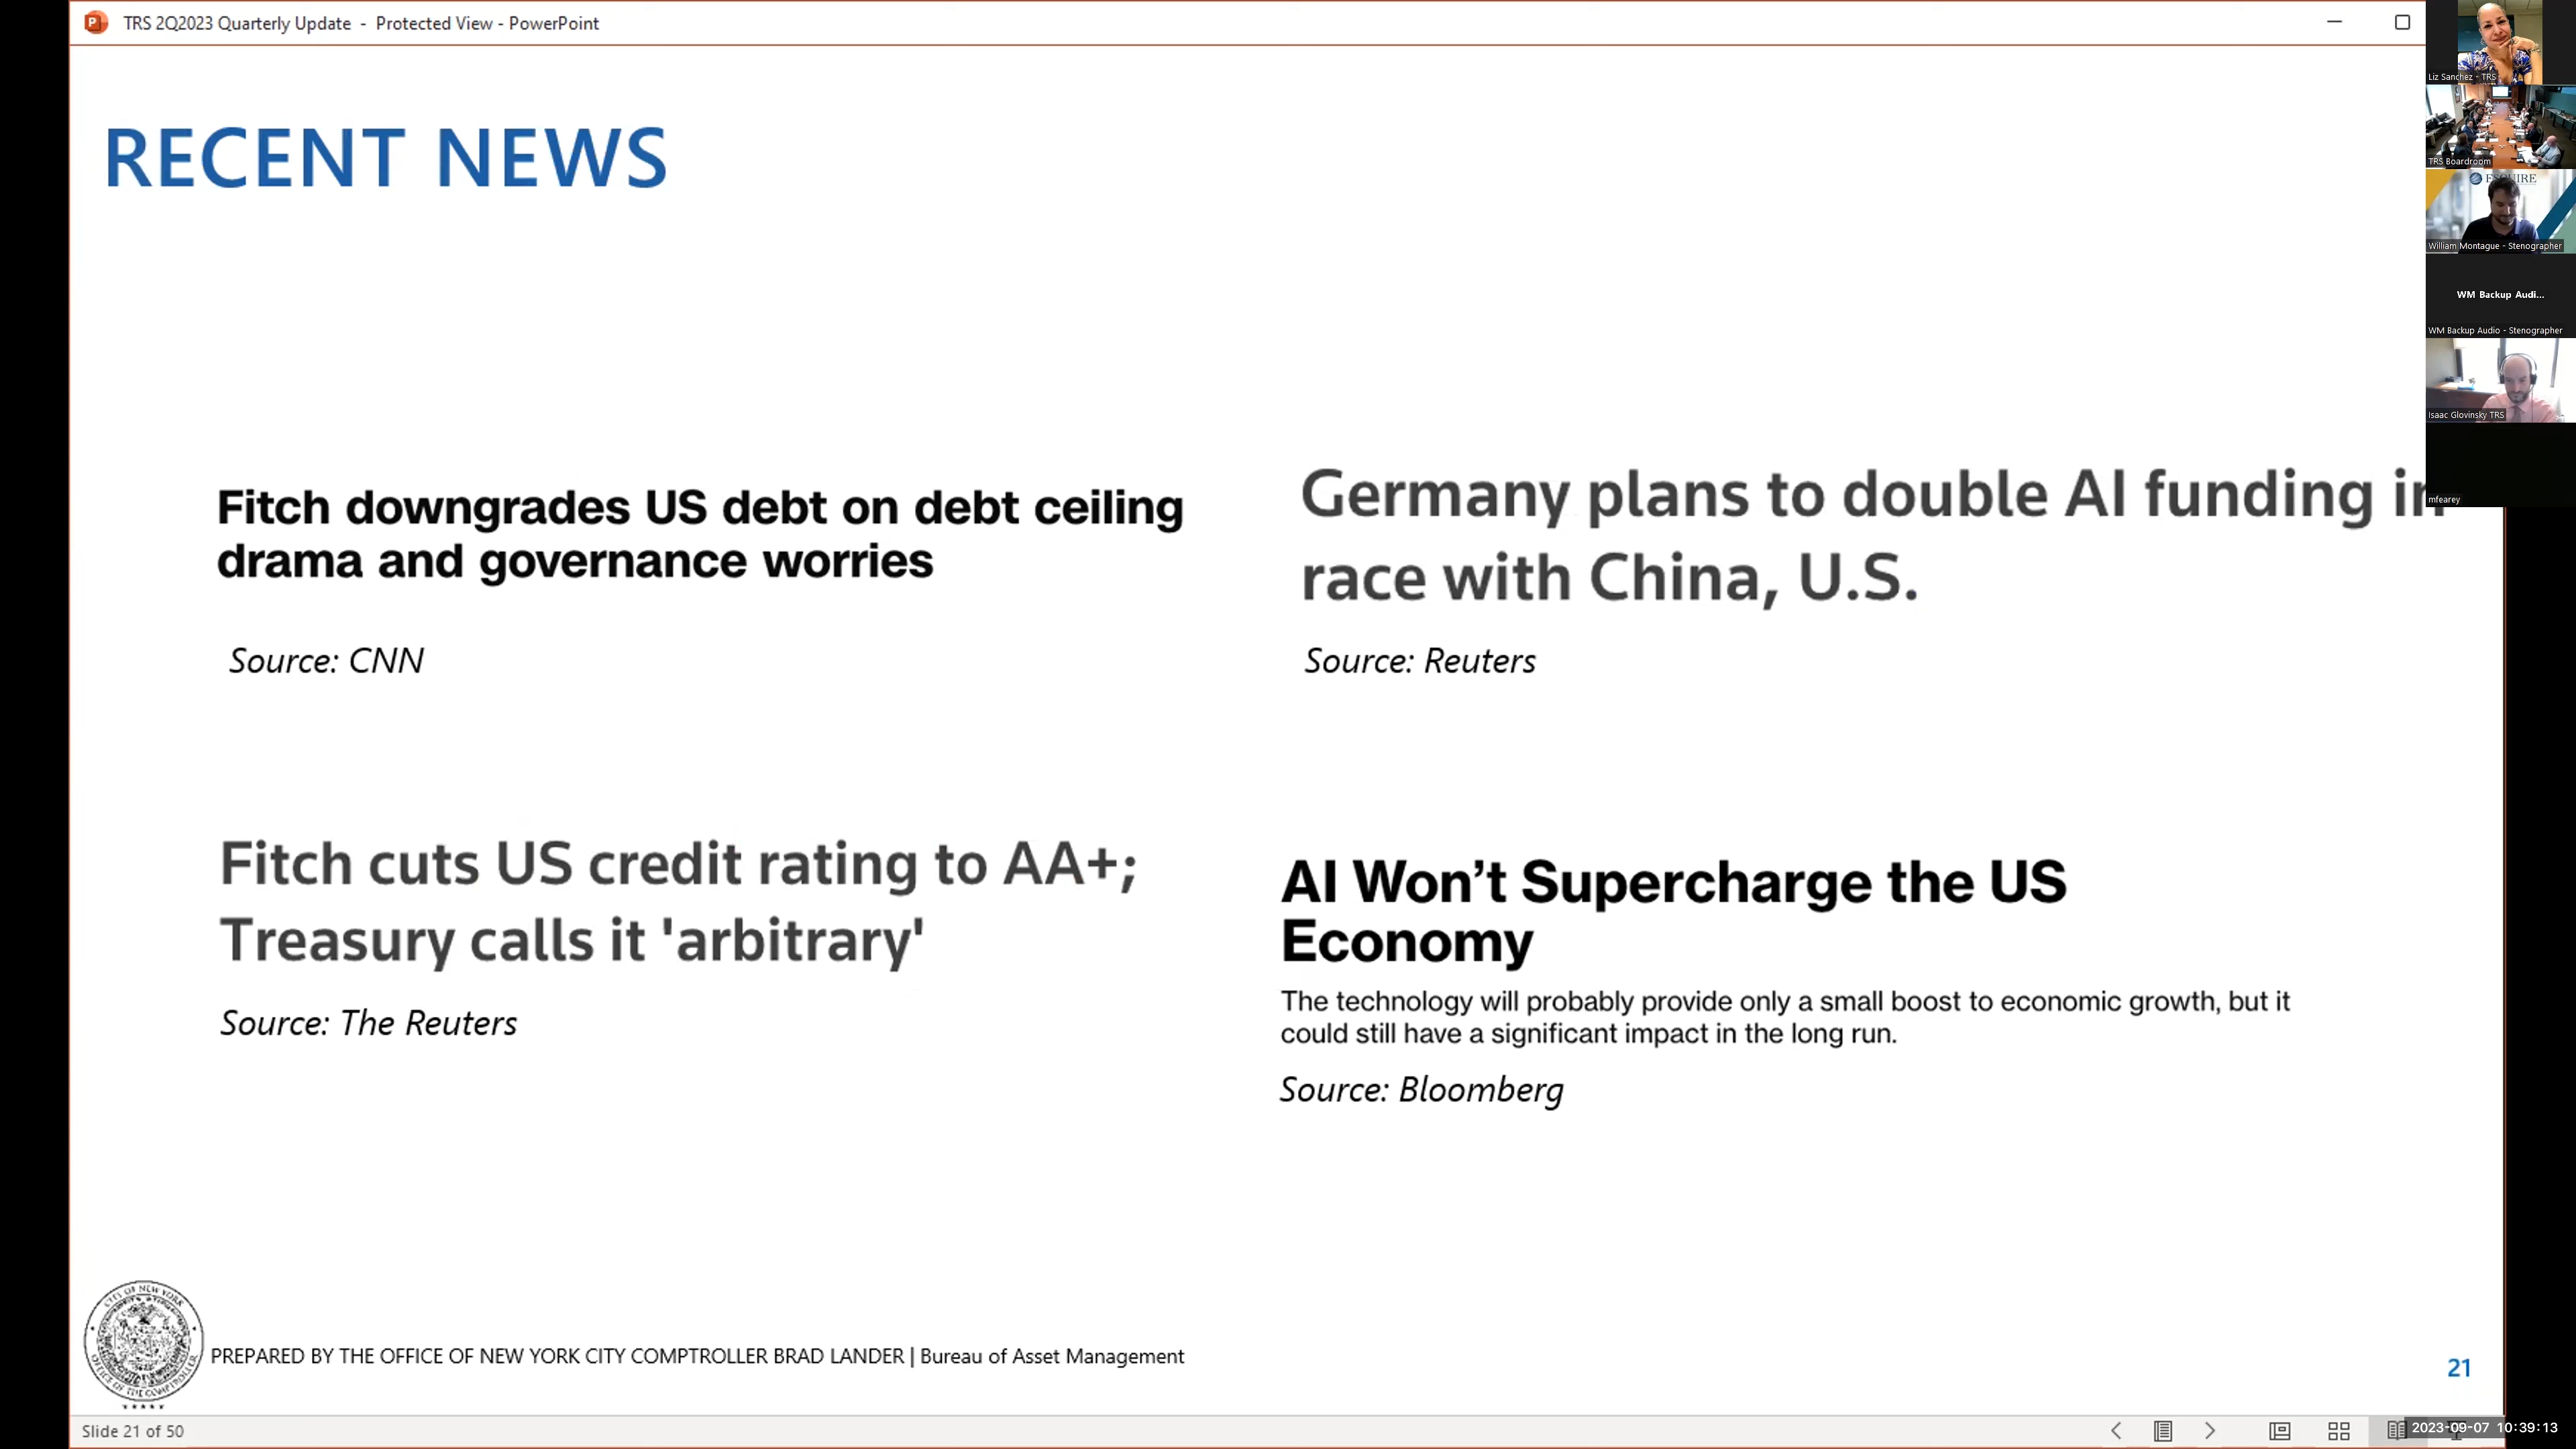 TRS 2Q2023 Quarterly Update - Protected View - PowerPoint
RECENT NEWS
Fitch downgrades US debt on debt ceiling
drama and governance worries
Source: CNN
Germany plans to double AI funding in
race with China, U.S.
Source: Reuters
Fitch cuts US credit rating to AA+;
Treasury calls it 'arbitrary'
Source: The Reuters
AI Won't Supercharge the US
Economy
The technology will probably provide only a small boost to economic growth, but it
could still have a significant impact in the long run.
Source: Bloomberg
PREPARED BY THE OFFICE OF NEW YORK CITY COMPTROLLER BRAD LANDER | Bureau of Asset Management
21
Slide 21 of 50
2023-09-07 10:39:13
Liz Sanchez - TRS
TRS Boardroom
William Montague - Stenographer
WM Backup Audi...
WM Backup Audio - Stenographer
Isaac Glovinsky TRS
mfearey